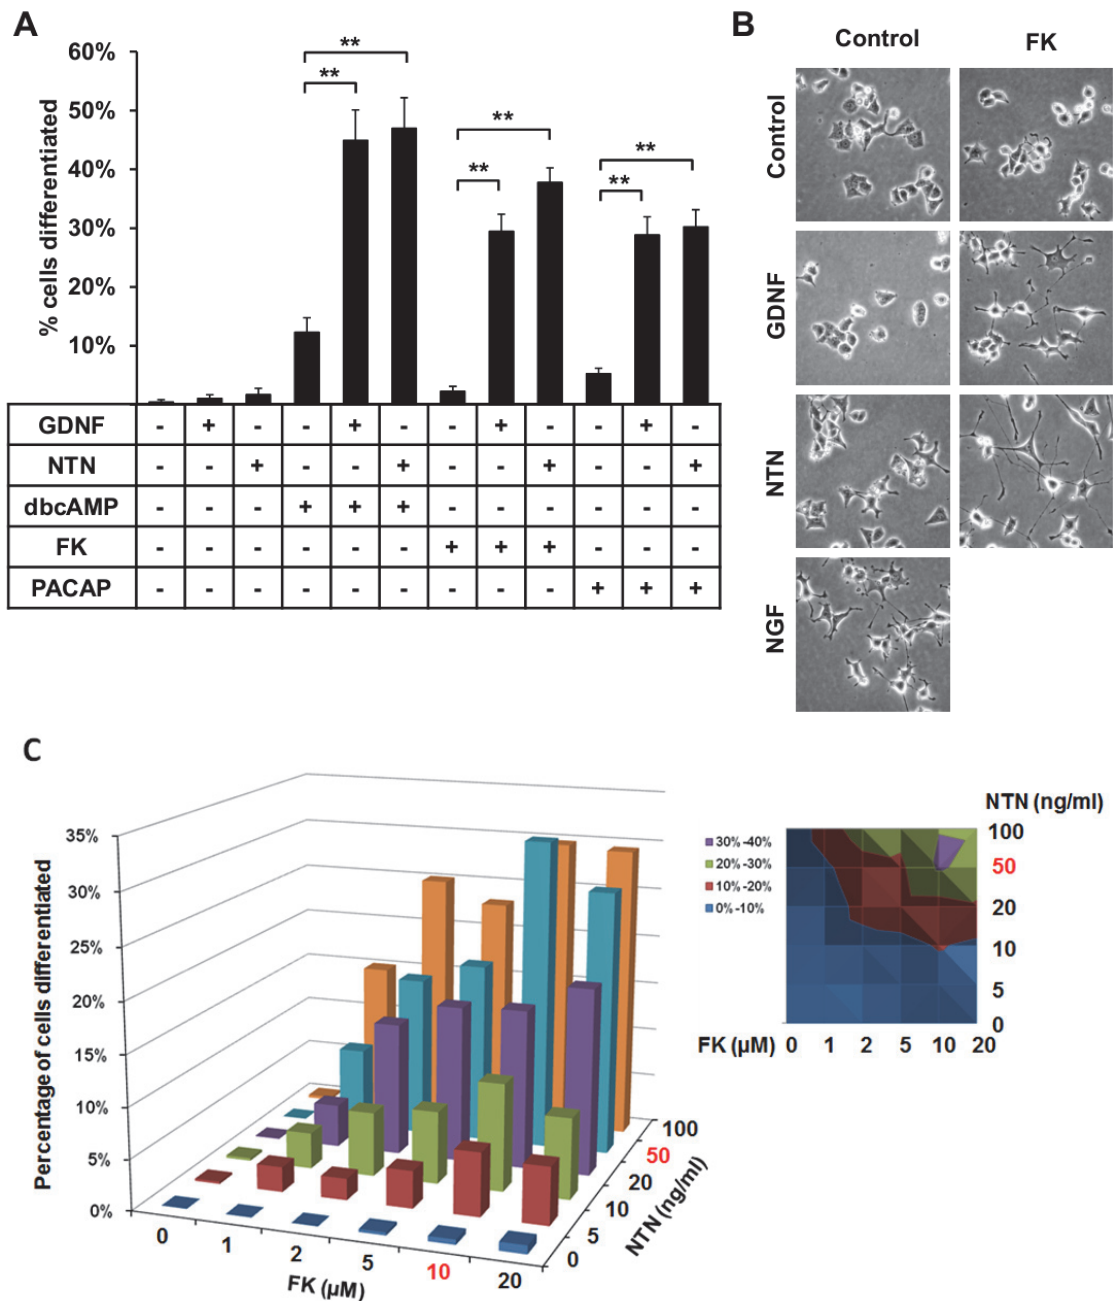 A
60%
50%
40%
30%
20%
10%
% cells differentiated
**
**
**
**
**
**
GDNF - + - - + - - + - - + -
NTN - - + - - + - - + - - +
dbcAMP - - - + + + - - - - - -
FK - - - - - - + + + - - -
PACAP - - - - - - - - - + + +
B
Control FK
Control
GDNF
NTN
NGF
C
Percentage of cells differentiated
35%
30%
25%
20%
15%
10%
5%
0%
0 1 2 5 10 20
FK (µM)
0 5 10 20 50 100
NTN (ng/ml)
30%-40%
20%-30%
10%-20%
0%-10%
NTN (ng/ml)
100
50
20
10
5
0
FK (µM) 0 1 2 5 10 20